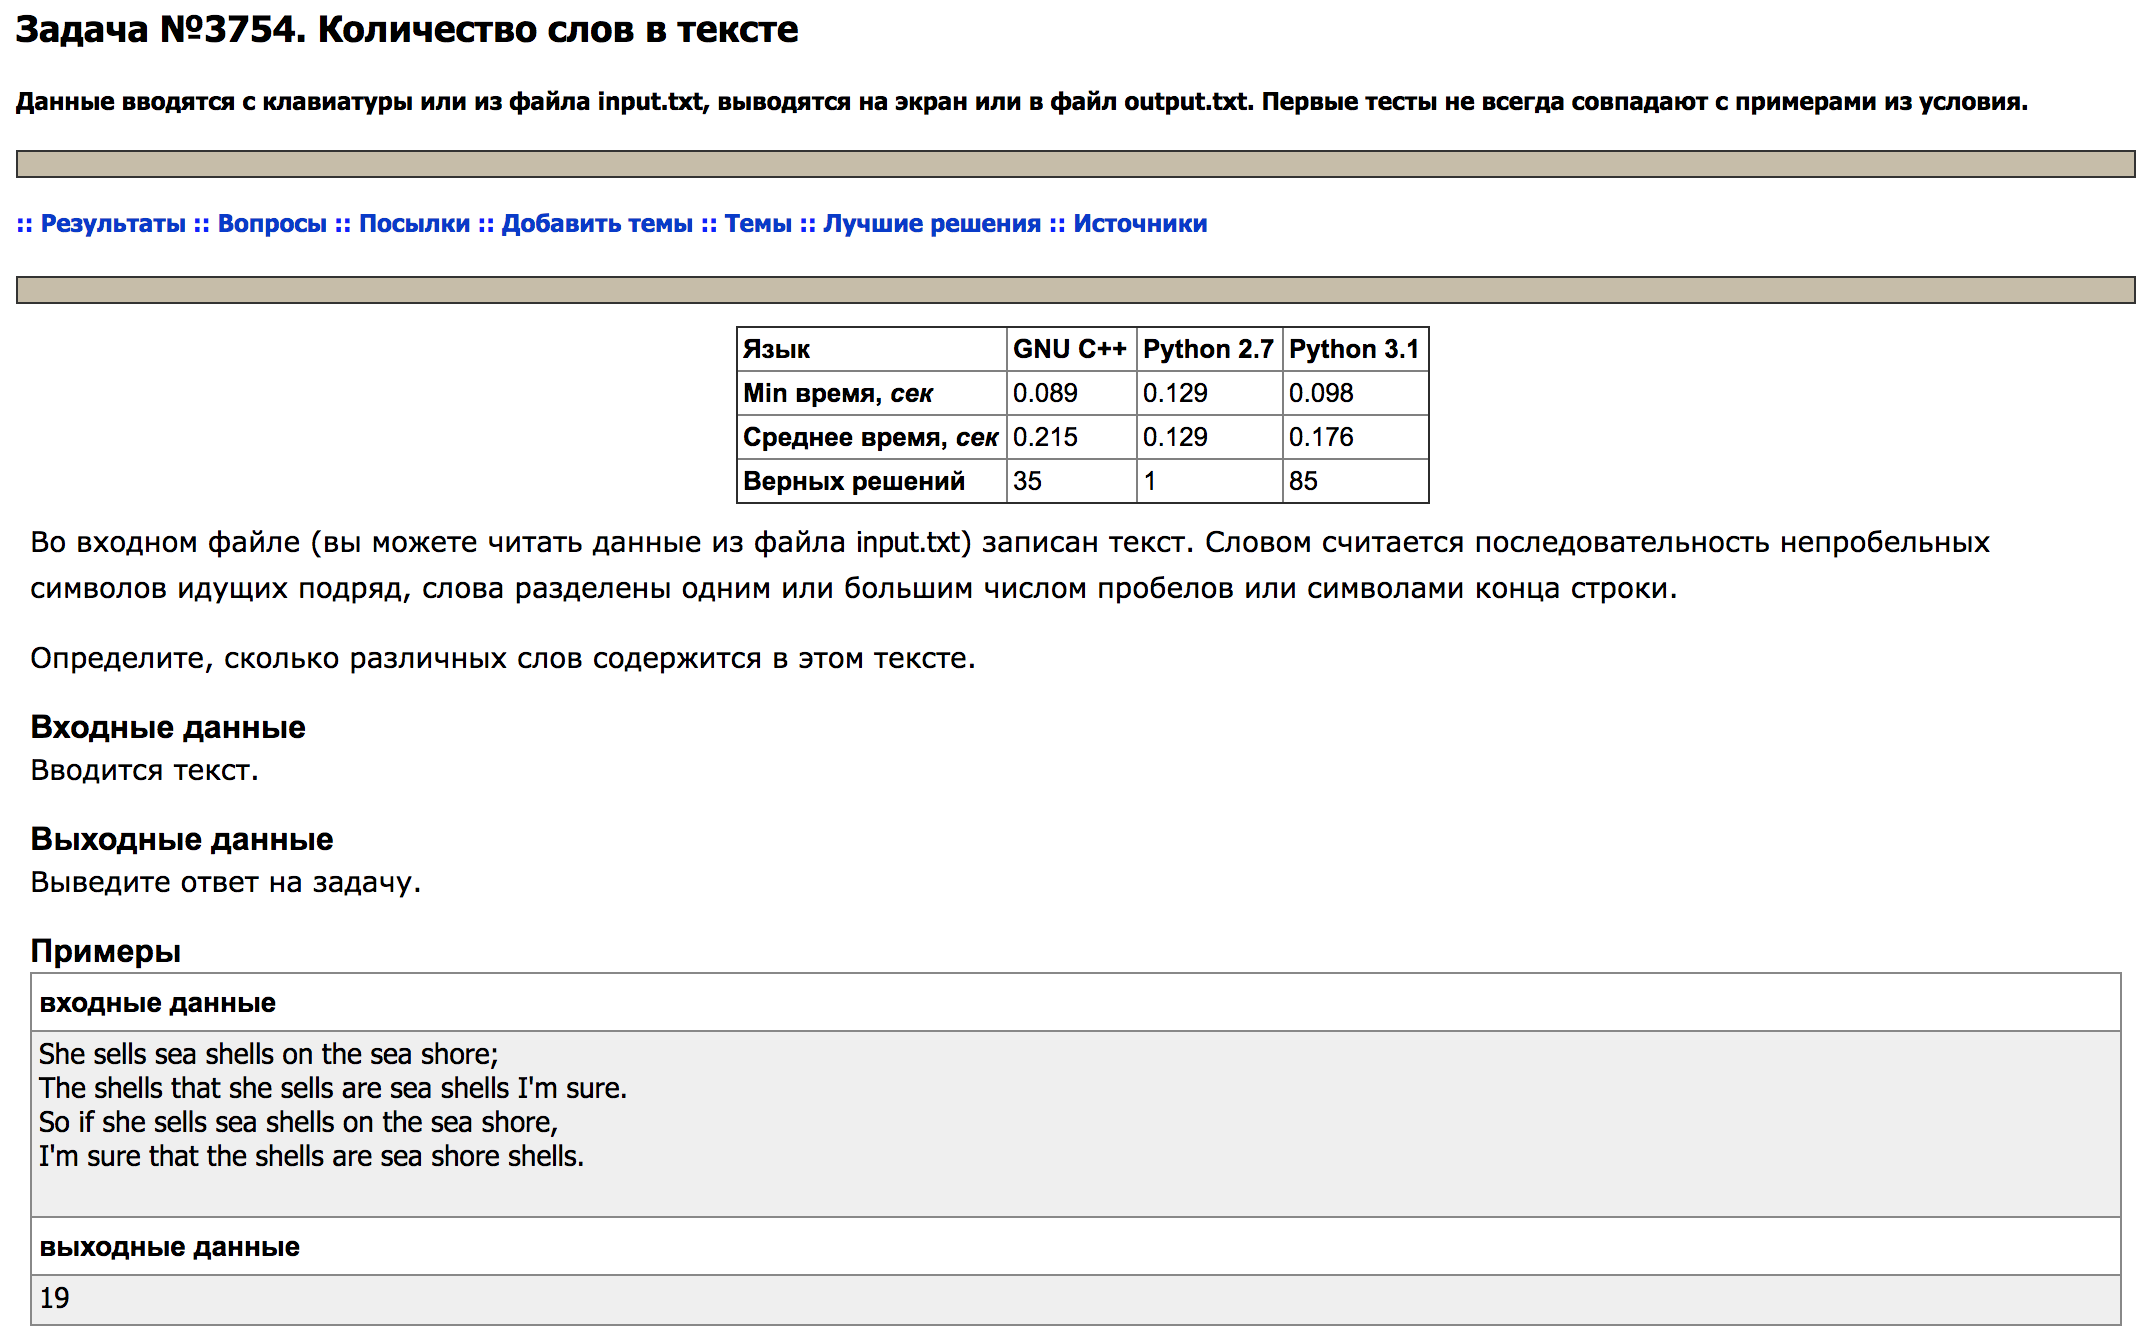 Задача №3754. Количество слов в тексте
Данные вводятся с клавиатуры или из файла input.txt, выводятся на экран или в файл output.txt. Первые тесты не всегда совпадают с примерами из условия.
:: Результаты :: Вопросы :: Посылки :: Добавить темы :: Темы :: Лучшие решения :: Источники
Язык GNU C++ Python 2.7 Python 3.1
Min время, сек 0.089 0.129 0.098
Среднее время, сек 0.215 0.129 0.176
Верных решений 35 1 85
Во входном файле (вы можете читать данные из файла input.txt) записан текст. Словом считается последовательность непробельных
символов идущих подряд, слова разделены одним или большим числом пробелов или символами конца строки.
Определите, сколько различных слов содержится в этом тексте.
Входные данные
Вводится текст.
Выходные данные
Выведите ответ на задачу.
Примеры
входные данные
She sells sea shells on the sea shore;
The shells that she sells are sea shells I'm sure.
So if she sells sea shells on the sea shore,
I'm sure that the shells are sea shore shells.
выходные данные
19